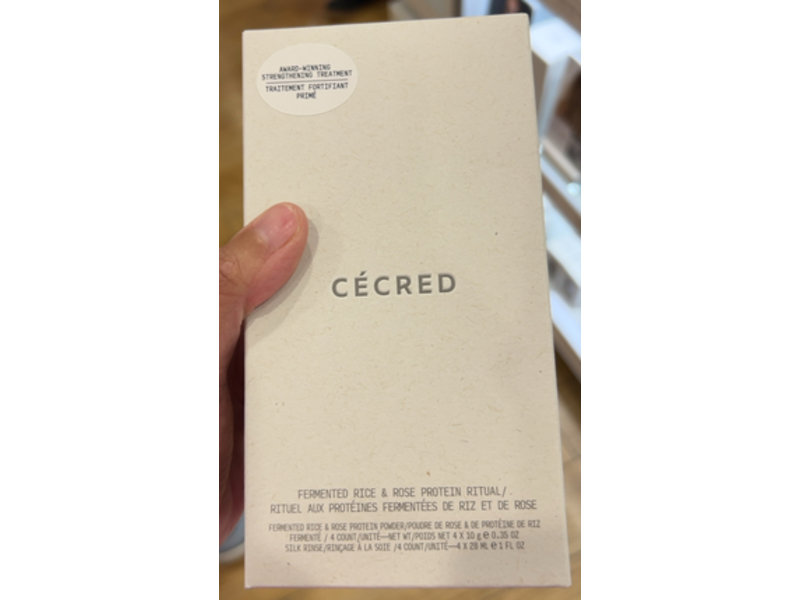 AWARD-WINNING
STRENGTHENING TREATMENT
TRAITEMENT FORTIFIANT
PRIMÉ
CÉCRED
FERMENTED RICE & ROSE PROTEIN RITUAL/
RITUEL AUX PROTÉINES FERMENTÉES DE RIZ ET DE ROSE
FERMENTED RICE & ROSE PROTEIN POWDER/POUDRE DE ROSE & DE PROTÉINE DE RIZ
FERMENTÉ / 4 COUNT/UNITÉ—NET WT/POIDS NET 4 X 10 g ℮ 0.35 OZ
SILK RINSE/RINÇAGE À LA SOIE /4 COUNT/UNITÉ—4 X 28 ML ℮ 1 FL OZ